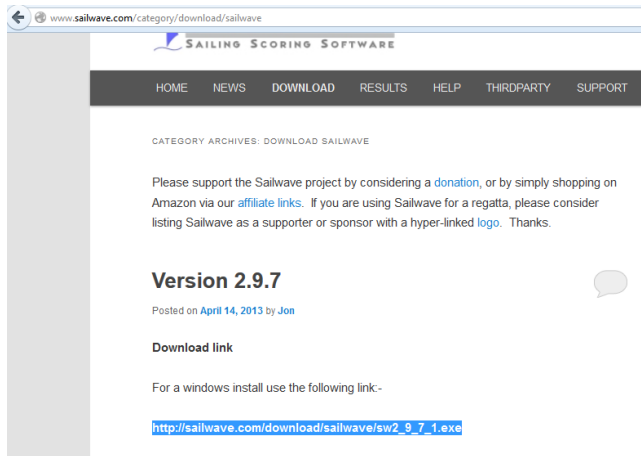 www.sailwave.com/category/download/sailwave
SAILING SCORING SOFTWARE
HOME NEWS DOWNLOAD RESULTS HELP THIRDPARTY SUPPORT
CATEGORY ARCHIVES: DOWNLOAD SAILWAVE
Please support the Sailwave project by considering a donation, or by simply shopping on
Amazon via our affiliate links. If you are using Sailwave for a regatta, please consider
listing Sailwave as a supporter or sponsor with a hyper-linked logo. Thanks.
Version 2.9.7
Posted on April 14, 2013 by Jon
Download link
For a windows install use the following link:-
http://sailwave.com/download/sailwave/sw2_9_7_1.exe